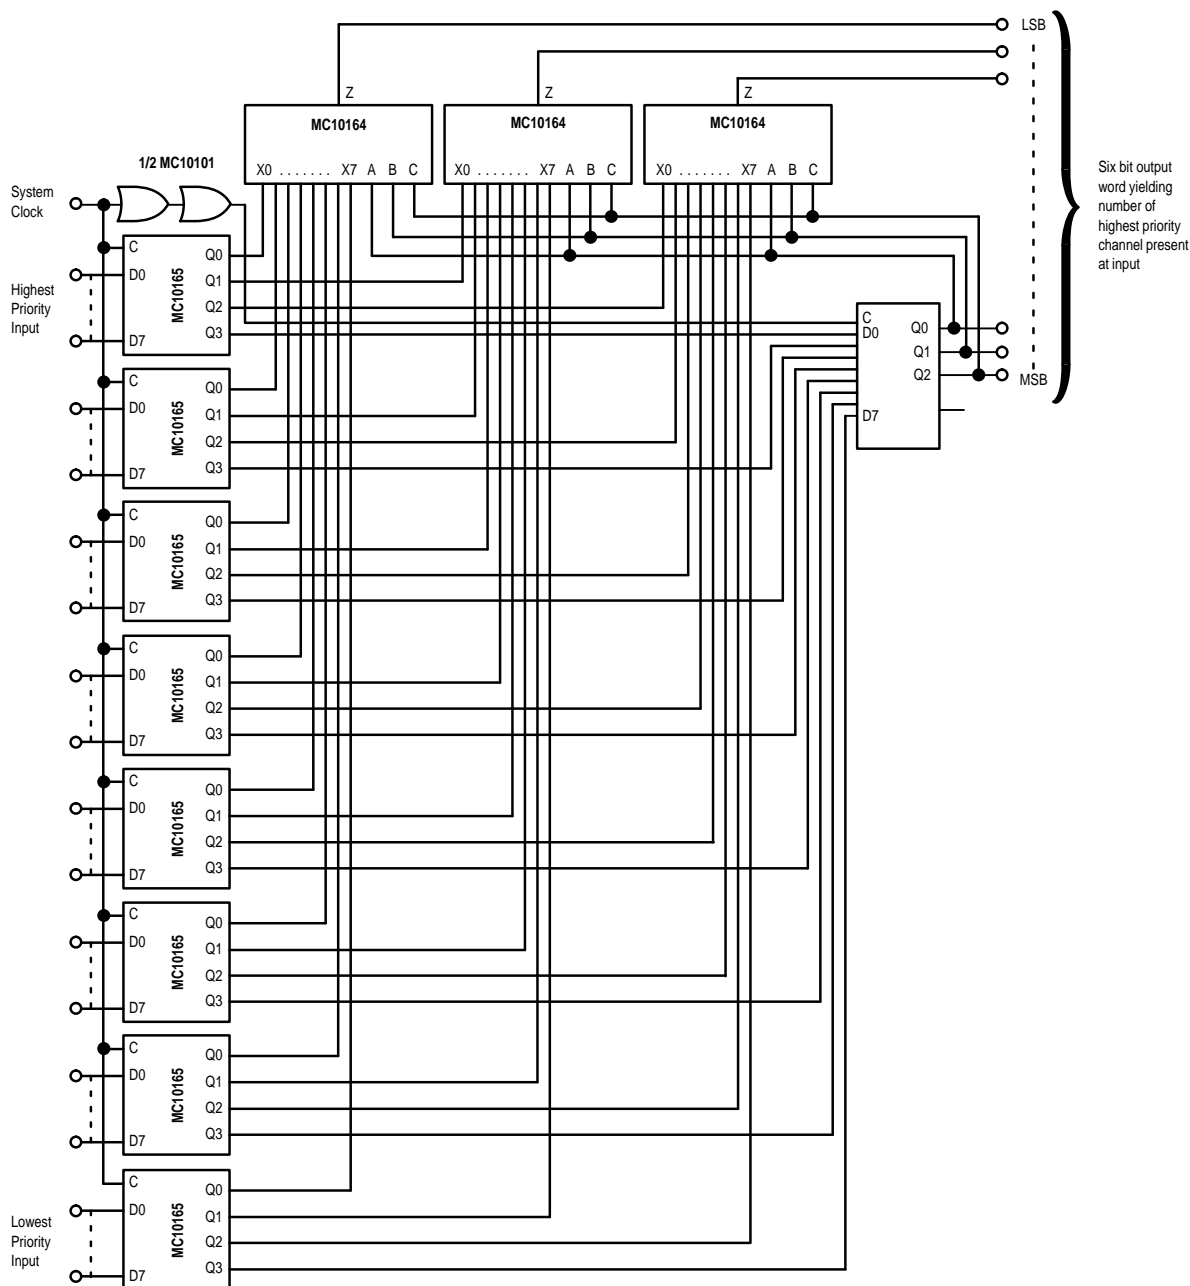 LSB
Z
Z
Z
MC10164
MC10164
MC10164
1/2 MC10101
X0 . . . . . . . X7 A B C
X0 . . . . . . . X7 A B C
X0 . . . . . . . X7 A B C
Six bit output
word yielding
number of
highest priority
channel present
at input
System
Clock
C
D0
D7
MC10165
Q0
Q1
Q2
Q3
Highest
Priority
Input
C
D0
D7
Q0
Q1
Q2
MSB
C
D0
D7
MC10165
Q0
Q1
Q2
Q3
C
D0
D7
MC10165
Q0
Q1
Q2
Q3
C
D0
D7
MC10165
Q0
Q1
Q2
Q3
C
D0
D7
MC10165
Q0
Q1
Q2
Q3
C
D0
D7
MC10165
Q0
Q1
Q2
Q3
C
D0
D7
MC10165
Q0
Q1
Q2
Q3
C
D0
D7
MC10165
Q0
Q1
Q2
Q3
Lowest
Priority
Input